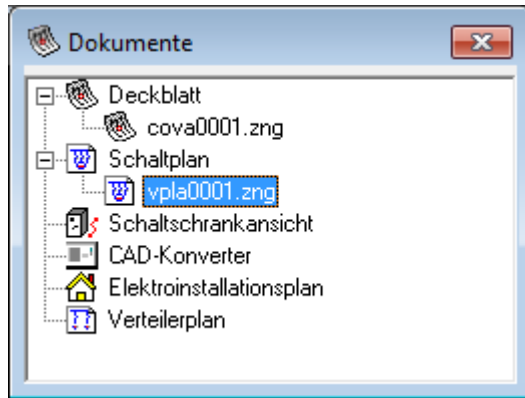 Dokumente
Deckblatt
cova0001.zng
Schaltplan
vpla0001.zng
Schaltschrankansicht
CAD-Konverter
Elektroinstallationsplan
Verteilerplan